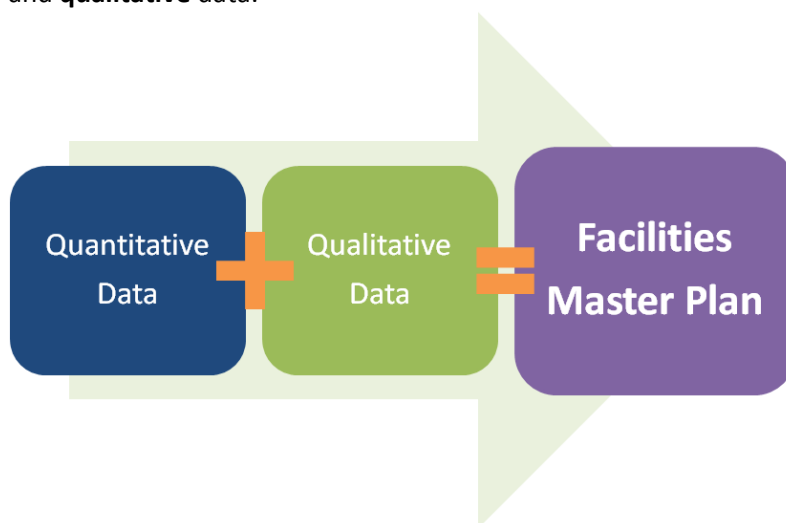 and qualitative data.
Quantitative
Data
+
Qualitative
Data
=
Facilities
Master Plan